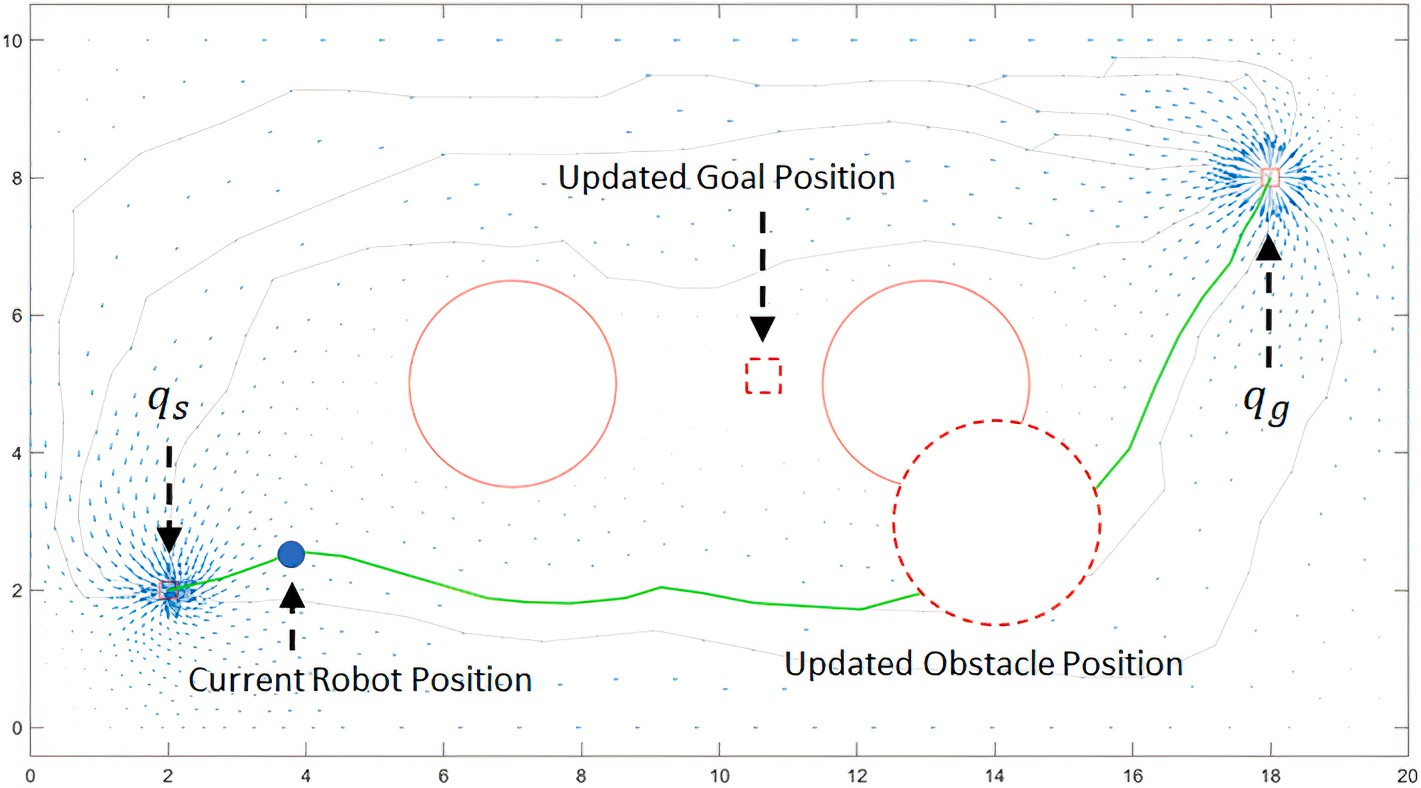 10
8
6
4
2
0
Updated Goal Position
q_s
q_g
Current Robot Position
Updated Obstacle Position
0 2 4 6 8 10 12 14 16 18 20